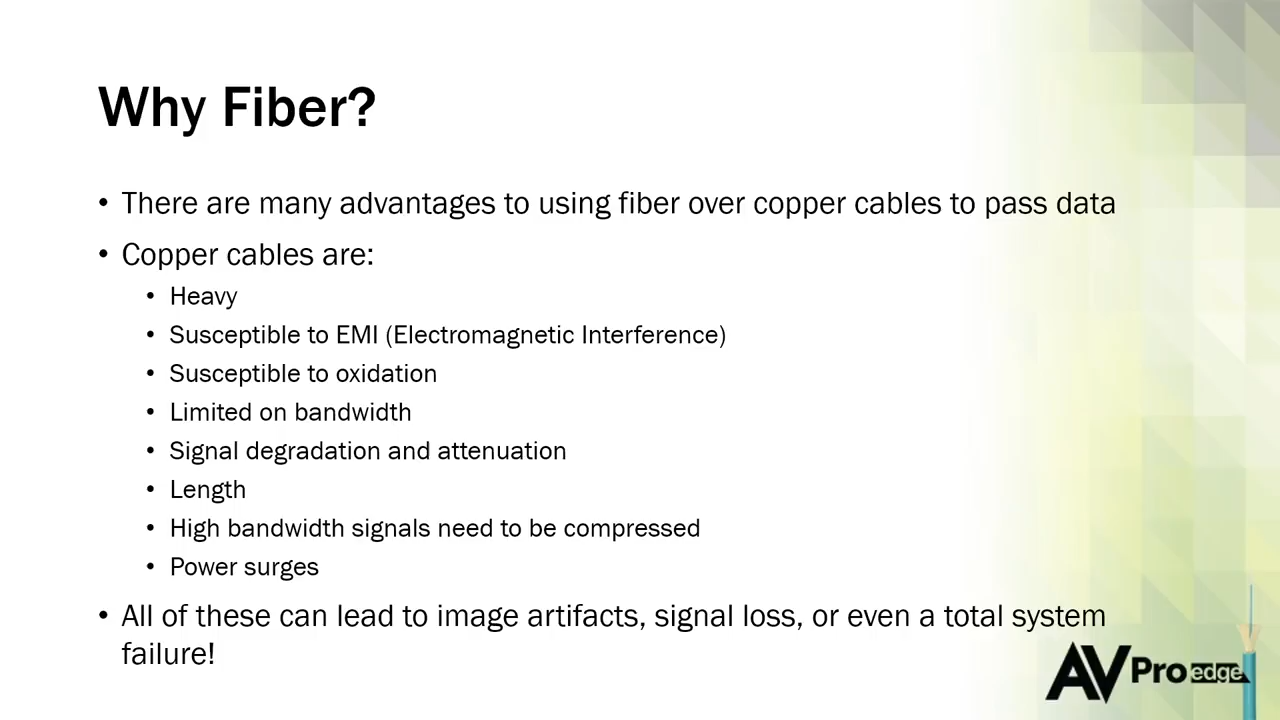 Why Fiber?
• There are many advantages to using fiber over copper cables to pass data
• Copper cables are:
• Heavy
• Susceptible to EMI (Electromagnetic Interference)
• Susceptible to oxidation
• Limited on bandwidth
• Signal degradation and attenuation
• Length
• High bandwidth signals need to be compressed
• Power surges
• All of these can lead to image artifacts, signal loss, or even a total system
failure!
AVPro edge